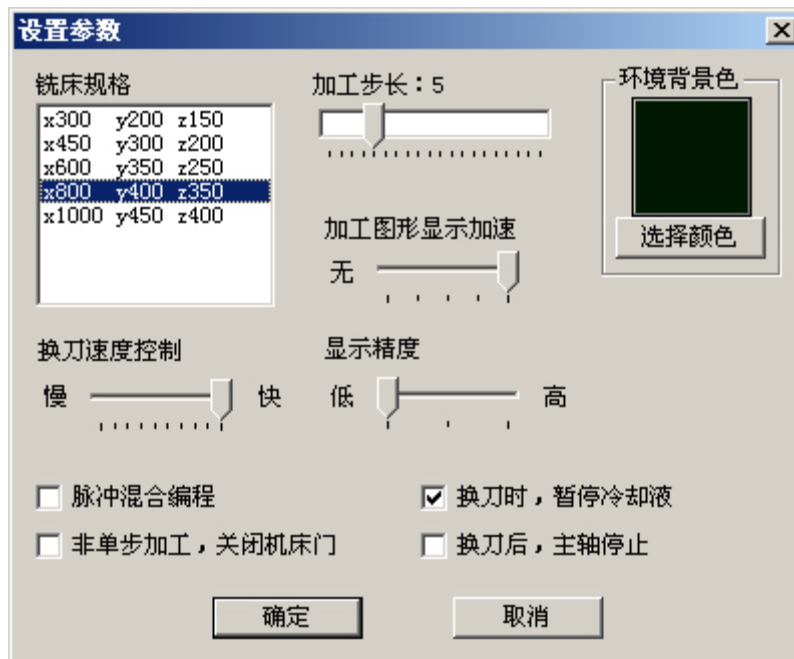 设置参数
铣床规格
x300 y200 z150
x450 y300 z200
x600 y350 z250
x800 y400 z350
x1000 y450 z400
加工步长：5
环境背景色
选择颜色
加工图形显示加速
无
换刀速度控制
慢 快
显示精度
低 高
脉冲混合编程
换刀时，暂停冷却液
非单步加工，关闭机床门
换刀后，主轴停止
确定
取消